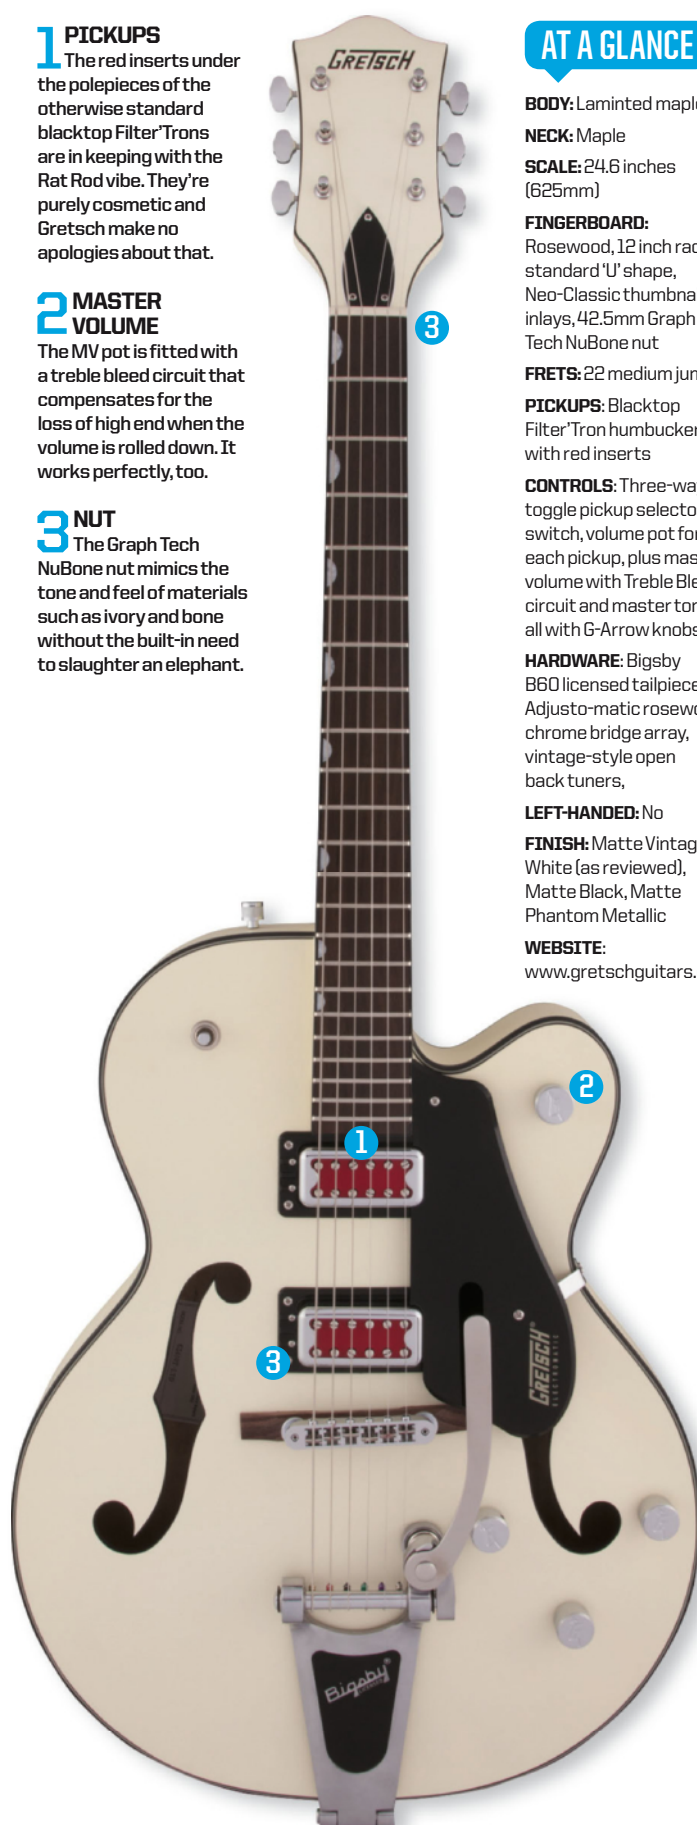 1 PICKUPS
The red inserts under
the polepieces of the
otherwise standard
blacktop Filter’Trons
are in keeping with the
Rat Rod vibe. They’re
purely cosmetic and
Gretsch make no
apologies about that.
2 MASTER
VOLUME
The MV pot is fitted with
a treble bleed circuit that
compensates for the
loss of high end when the
volume is rolled down. It
works perfectly, too.
3 NUT
The Graph Tech
NuBone nut mimics the
tone and feel of materials
such as ivory and bone
without the built-in need
to slaughter an elephant.
GRETSCH
3
2
1
3
GRETSCH
ELECTROMATIC
Bigsby
LICENSED
AT A GLANCE
BODY: Laminted mapl
NECK: Maple
SCALE: 24.6 inches
(625mm)
FINGERBOARD:
Rosewood, 12 inch rad
standard ‘U’ shape,
Neo-Classic thumbna
inlays, 42.5mm Graph
Tech NuBone nut
FRETS: 22 medium jum
PICKUPS: Blacktop
Filter’Tron humbucker
with red inserts
CONTROLS: Three-wa
toggle pickup selecto
switch, volume pot for
each pickup, plus mas
volume with Treble Ble
circuit and master ton
all with G-Arrow knobs
HARDWARE: Bigsby
B60 licensed tailpiece
Adjusto-matic rosewo
chrome bridge array,
vintage-style open
back tuners,
LEFT-HANDED: No
FINISH: Matte Vintag
White (as reviewed),
Matte Black, Matte
Phantom Metallic
WEBSITE:
www.gretschguitars.